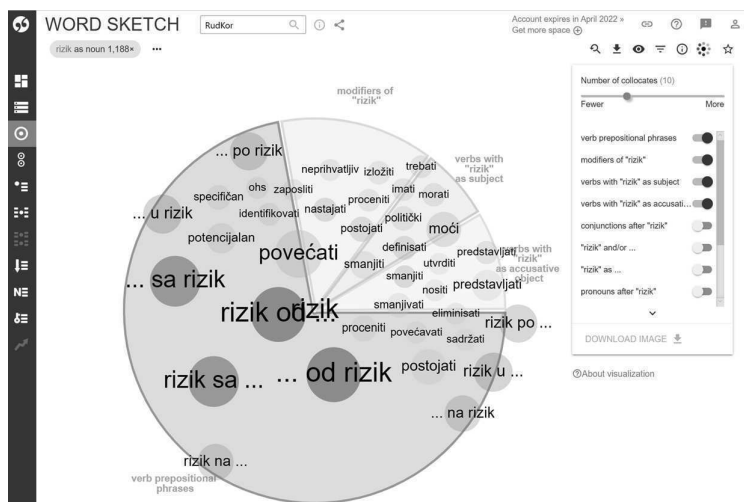 WORD SKETCH
RudKor
Account expires in April 2022 »
Get more space
rizik as noun 1,188×
Number of collocates (10)
Fewer
More
verb prepositional phrases
modifiers of "rizik"
verbs with "rizik" as subject
verbs with "rizik" as accusati...
conjunctions after "rizik"
"rizik" and/or ...
"rizik" as ...
pronouns after "rizik"
DOWNLOAD IMAGE
About visualization
modifiers of
"rizik"
... po rizik
neprihvatljiv
izložiti
trebati
verbs with
"rizik"
as subject
ohs
zaposliti
specifičan
proceniti
imati
morati
... u rizik
identifikovati
nastajati
politički
potencijalan
postojati
moći
povećati
definisati
predstavljati
verbs with
"rizik"
as accusative
object
smanjiti
utvrditi
... sa rizik
smanjiti
nositi
predstavljati
rizik od ...
rizik
smanjivati
eliminisati
rizik po ...
proceniti
povećavati
sadržati
rizik sa ...
... od rizik
postojati
rizik u ...
... na rizik
rizik na ...
verb prepositional
phrases